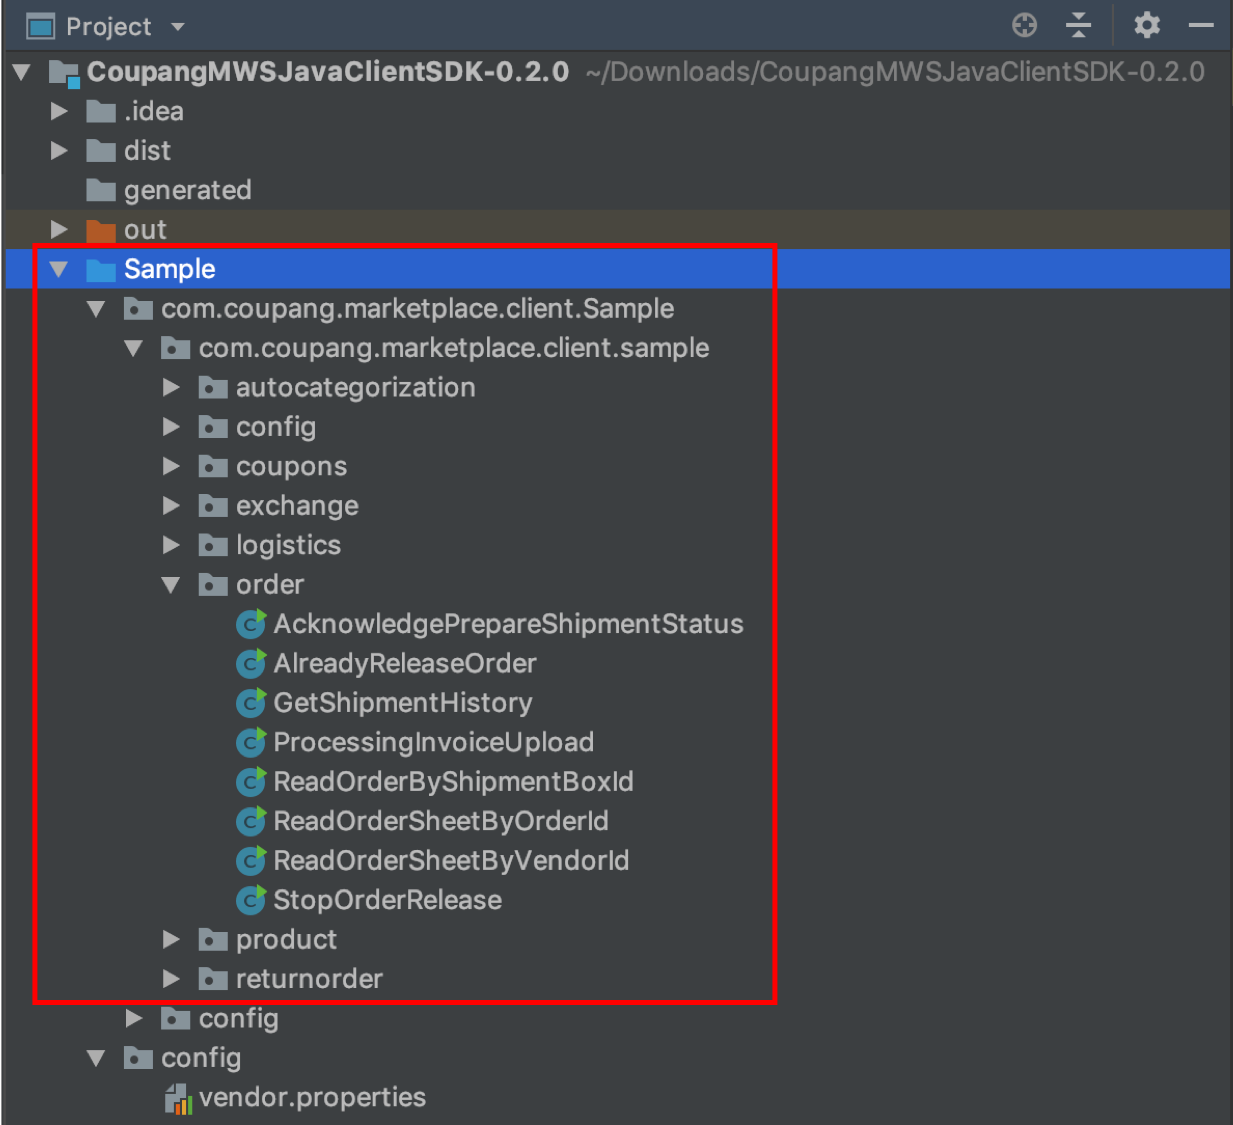 Project
CoupangMWSJavaClientSDK-0.2.0 ~/Downloads/CoupangMWSJavaClientSDK-0.2.0
.idea
dist
generated
out
Sample
com.coupang.marketplace.client.Sample
com.coupang.marketplace.client.sample
autocategorization
config
coupons
exchange
logistics
order
AcknowledgePrepareShipmentStatus
AlreadyReleaseOrder
GetShipmentHistory
ProcessingInvoiceUpload
ReadOrderByShipmentBoxId
ReadOrderSheetByOrderId
ReadOrderSheetByVendorId
StopOrderRelease
product
returnorder
config
config
vendor.properties